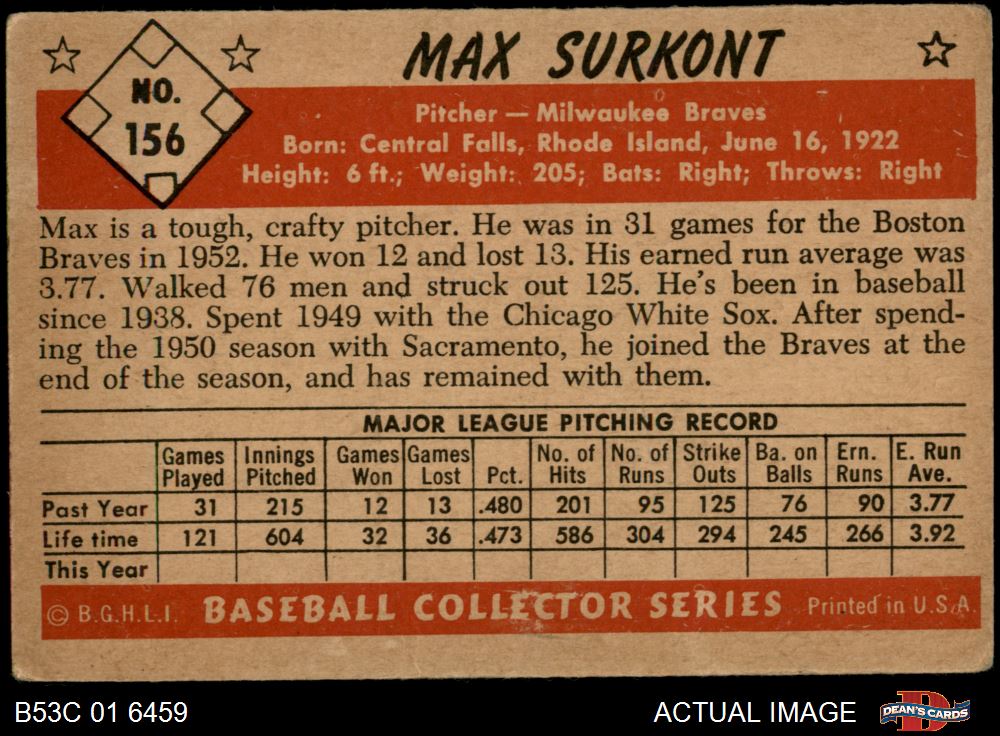 MAX SURKONT
NO.
156
Pitcher — Milwaukee Braves
Born: Central Falls, Rhode Island, June 16, 1922
Height: 6 ft.; Weight: 205; Bats: Right; Throws: Right
Max is a tough, crafty pitcher. He was in 31 games for the Boston
Braves in 1952. He won 12 and lost 13. His earned run average was
3.77. Walked 76 men and struck out 125. He's been in baseball
since 1938. Spent 1949 with the Chicago White Sox. After spend-
ing the 1950 season with Sacramento, he joined the Braves at the
end of the season, and has remained with them.
MAJOR LEAGUE PITCHING RECORD
Games Innings Games Games No. of No. of Strike Ba. on Ern. E. Run
Played Pitched Won Lost Pct. Hits Runs Outs Balls Runs Ave.
Past Year 31 215 12 13 .480 201 95 125 76 90 3.77
Life time 121 604 32 36 .473 586 304 294 245 266 3.92
This Year
© B.G.H.L.I. BASEBALL COLLECTOR SERIES Printed in U.S.A.
B53C 01 6459 ACTUAL IMAGE D DEAN'S CARDS